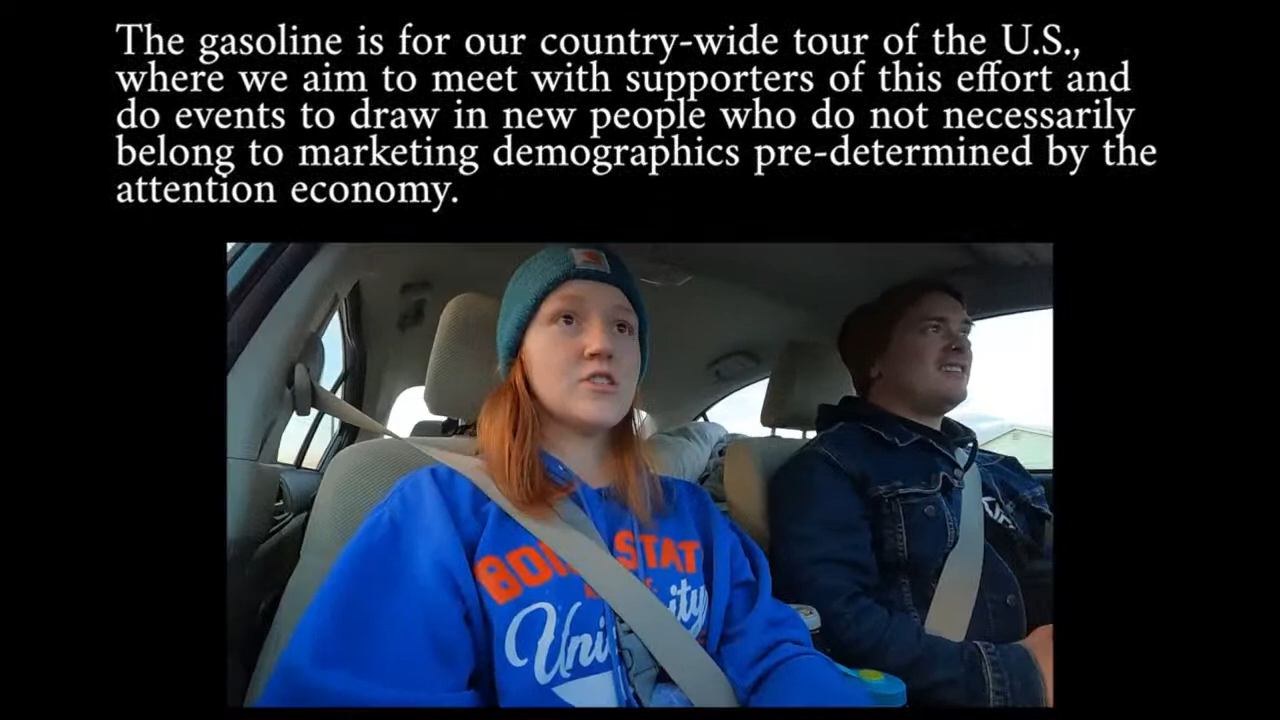 The gasoline is for our country-wide tour of the U.S.,
where we aim to meet with supporters of this effort and
do events to draw in new people who do not necessarily
belong to marketing demographics pre-determined by the
attention economy.
STAT